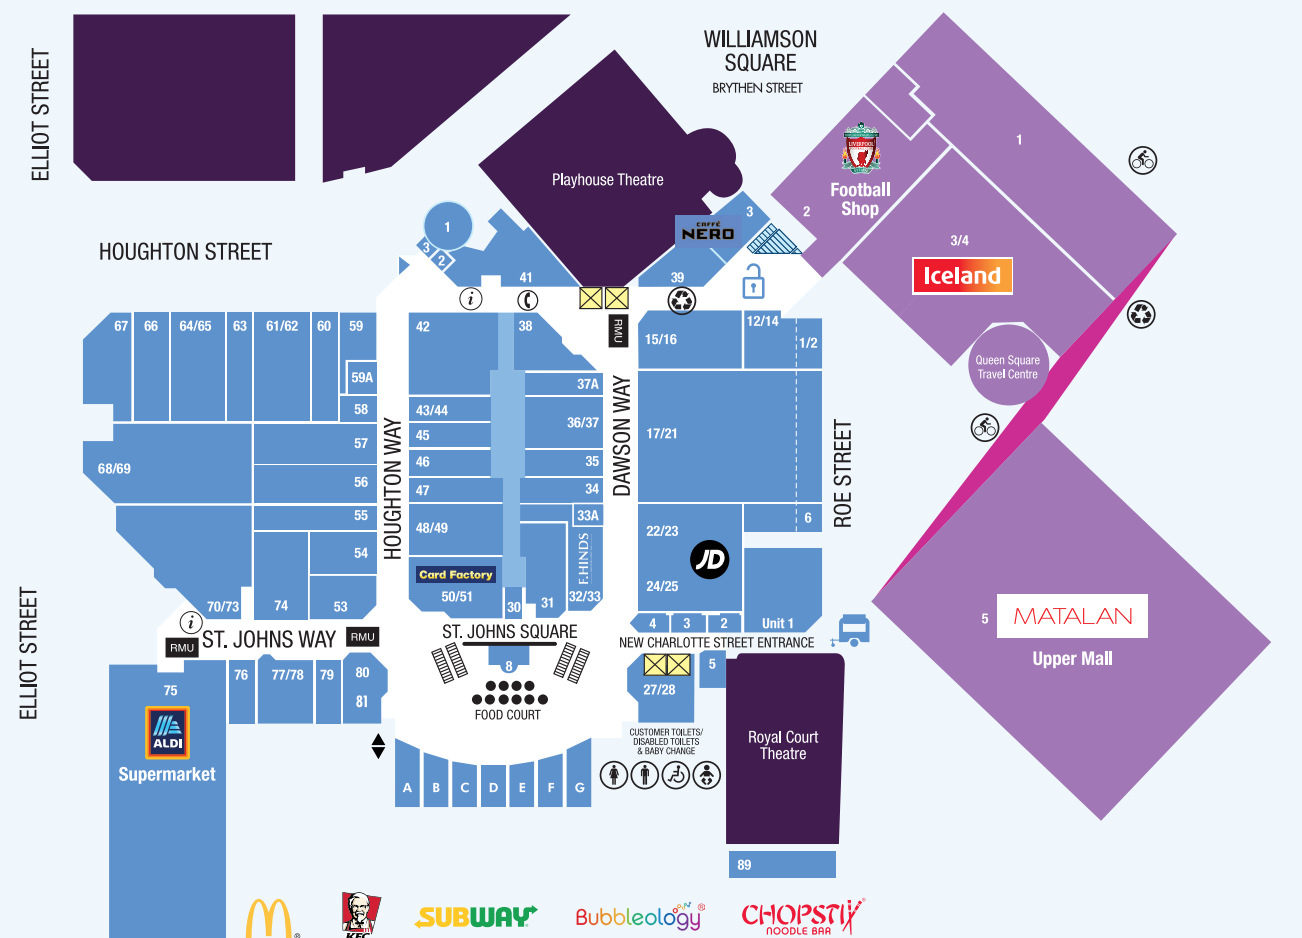 WILLIAMSON
SQUARE
BRYTHEN STREET
ELLIOT STREET
HOUGHTON STREET
Playhouse Theatre
LIVERPOOL
Football
Shop
2
1
3/4
Iceland
Queen Square
Travel Centre
CAFFÈ
NERO
3
39
1
3
2
41
i
RMU
67
66
64/65
63
61/62
60
59
59A
58
57
56
55
54
53
68/69
70/73
74
HOUGHTON WAY
42
38
43/44
45
46
47
48/49
Card Factory
50/51
37A
36/37
35
34
33A
F.HINDS
32/33
31
30
DAWSON WAY
15/16
12/14
1/2
17/21
6
22/23
JD
24/25
4
3
2
Unit 1
ROE STREET
5
MATALAN
Upper Mall
ELLIOT STREET
i
RMU
ST. JOHNS WAY
RMU
ST. JOHNS SQUARE
NEW CHARLOTTE STREET ENTRANCE
8
FOOD COURT
75
ALDI
Supermarket
76
77/78
79
80
81
27/28
5
CUSTOMER TOILETS/
DISABLED TOILETS
& BABY CHANGE
Royal Court
Theatre
A
B
C
D
E
F
G
89
®
KFC
SUBWAY
Bubbleology®
CHOPSTIX
NOODLE BAR